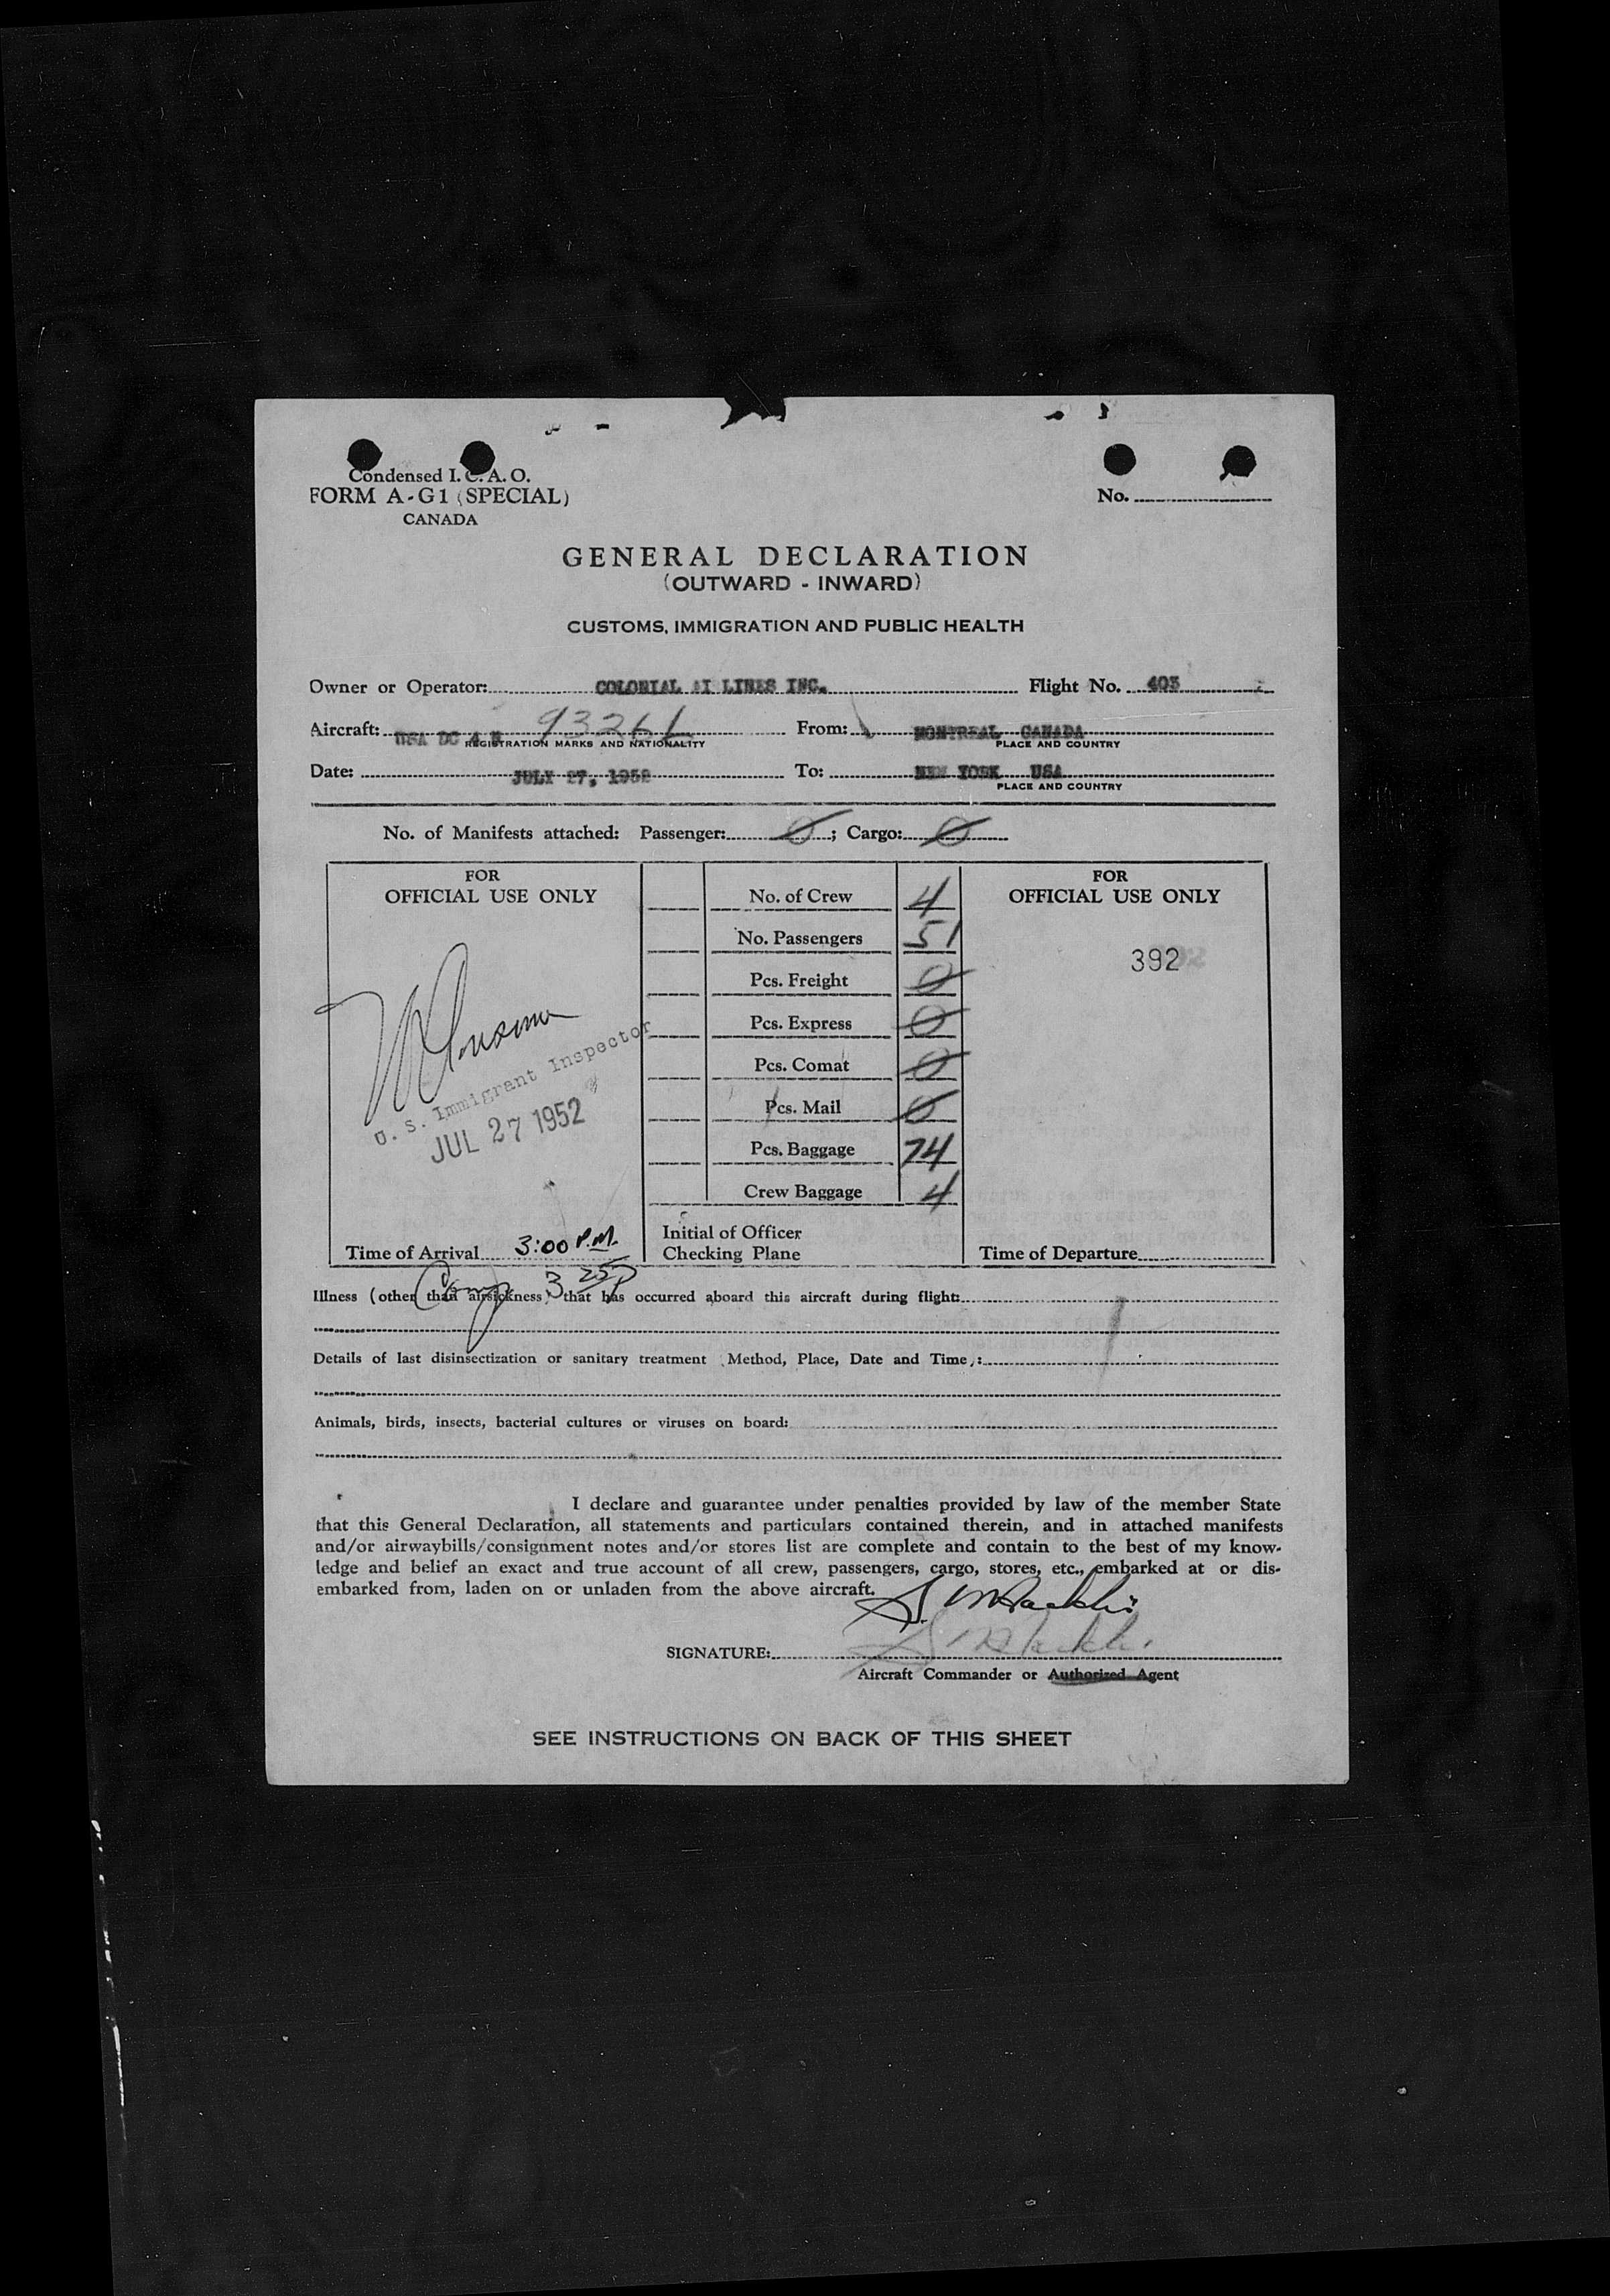 Condensed I. C. A. O.
FORM A-G1 (SPECIAL)
CANADA
No.
GENERAL DECLARATION
(OUTWARD - INWARD)
CUSTOMS, IMMIGRATION AND PUBLIC HEALTH
Owner or Operator: COLONIAL AI LINES INC. Flight No. 403
Aircraft: USA DC 4 N 9326L From: MONTREAL CANADA
REGISTRATION MARKS AND NATIONALITY PLACE AND COUNTRY
Date: JULY 27, 1952 To: NEW YORK USA
PLACE AND COUNTRY
No. of Manifests attached: Passenger: 0; Cargo: 0
FOR
OFFICIAL USE ONLY
U. S. Immigrant Inspector
JUL 27 1952
Time of Arrival 3:00 P.M.
No. of Crew 4
No. Passengers 51
Pcs. Freight 0
Pcs. Express 0
Pcs. Comat 0
Pcs. Mail 0
Pcs. Baggage 74
Crew Baggage 4
Initial of Officer
Checking Plane
FOR
OFFICIAL USE ONLY
392
Time of Departure
Comp 3 25P
Illness (other than airsickness) that has occurred aboard this aircraft during flight:
Details of last disinsectization or sanitary treatment (Method, Place, Date and Time):
Animals, birds, insects, bacterial cultures or viruses on board:
I declare and guarantee under penalties provided by law of the member State
that this General Declaration, all statements and particulars contained therein, and in attached manifests
and/or airwaybills/consignment notes and/or stores list are complete and contain to the best of my know-
ledge and belief an exact and true account of all crew, passengers, cargo, stores, etc., embarked at or dis-
embarked from, laden on or unladen from the above aircraft.
SIGNATURE:
Aircraft Commander or Authorized Agent
SEE INSTRUCTIONS ON BACK OF THIS SHEET